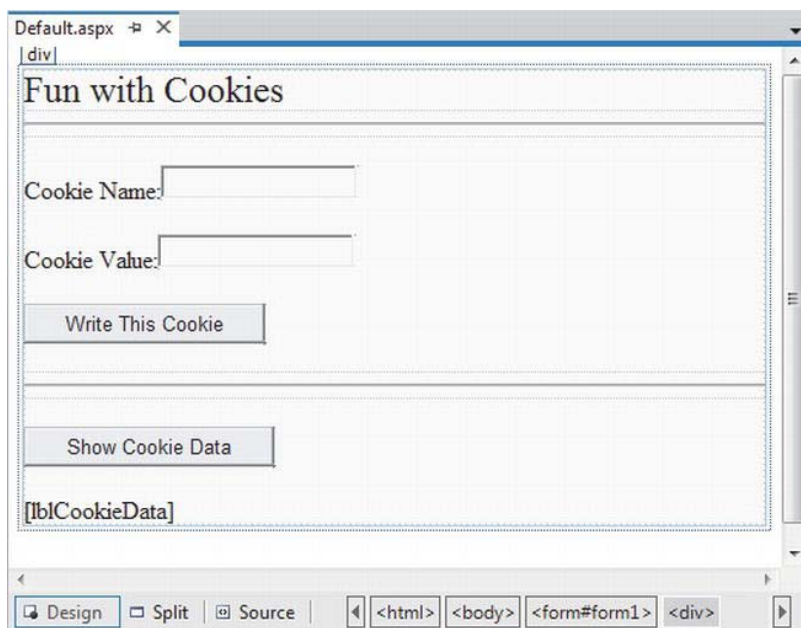 Default.aspx
div
Fun with Cookies
Cookie Name:
Cookie Value:
Write This Cookie
Show Cookie Data
[lblCookieData]
Design Split Source <html> <body> <form#form1> <div>